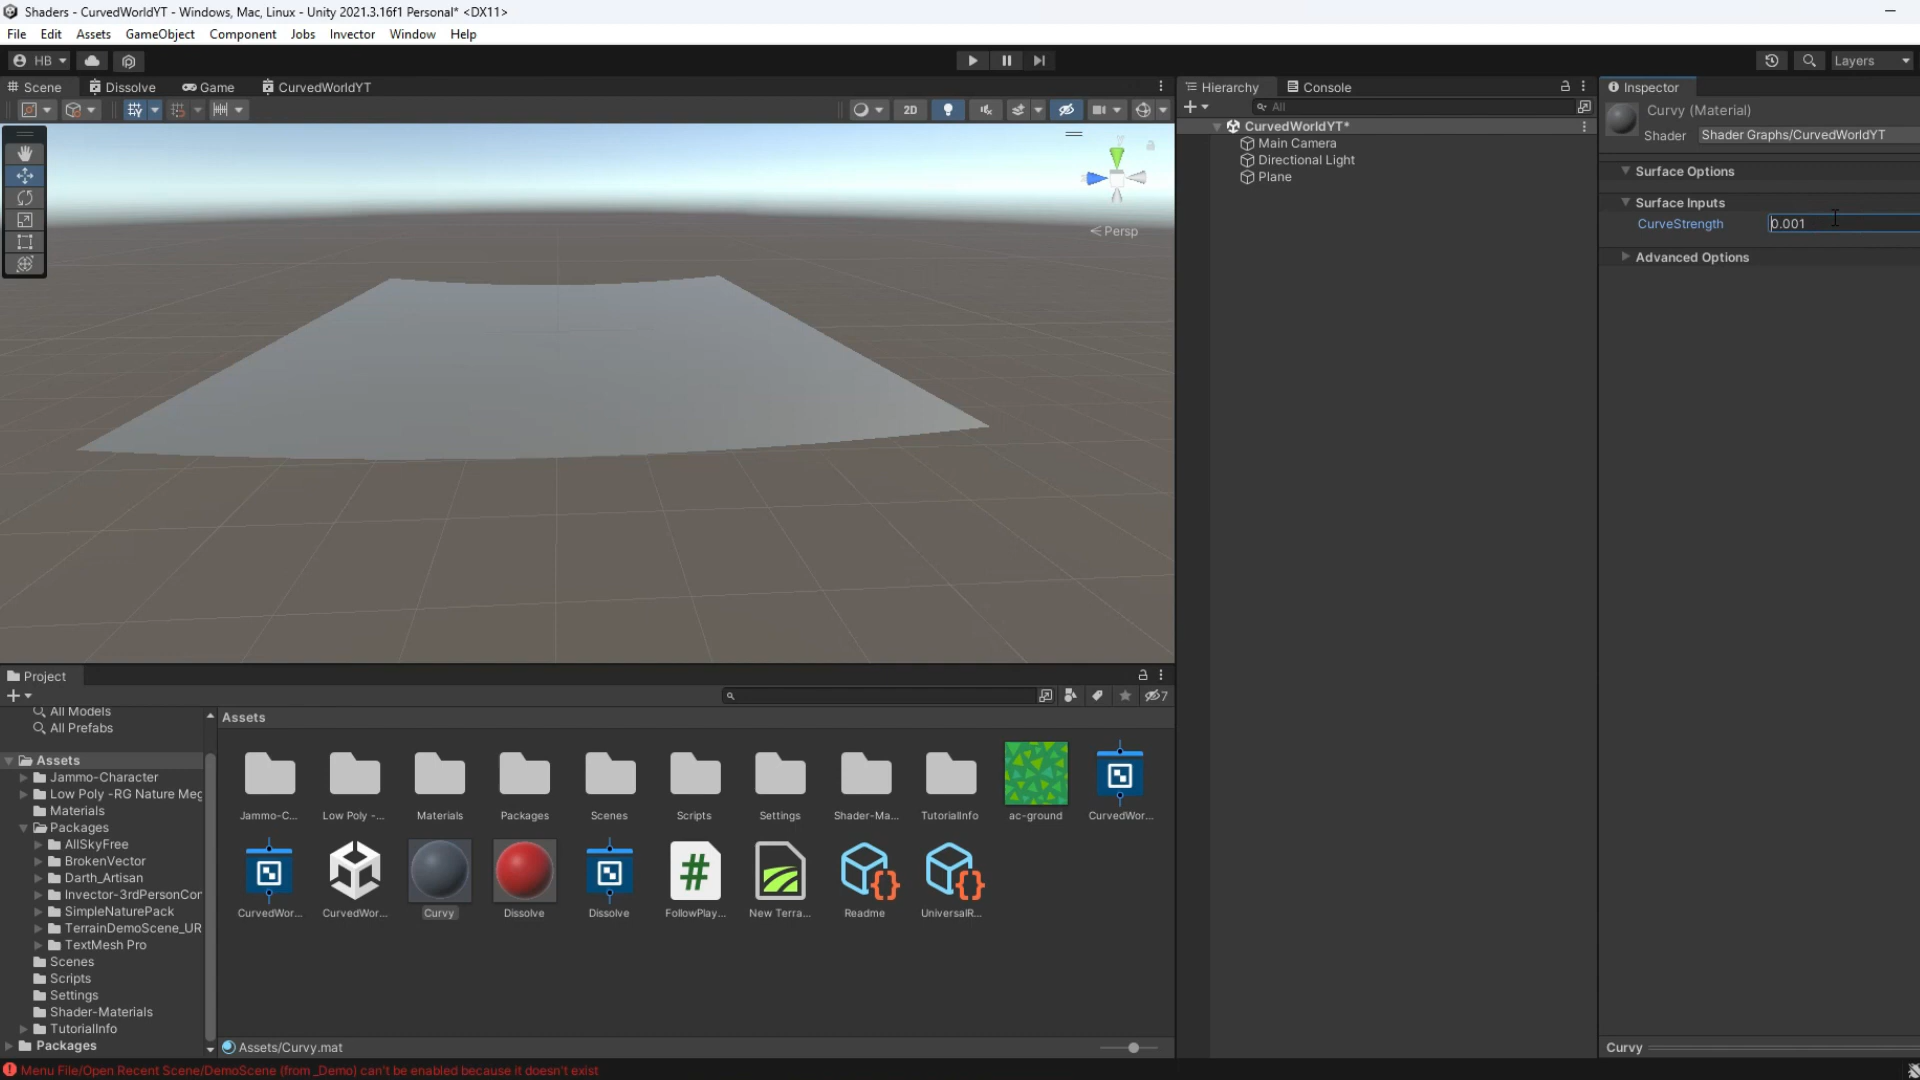 Shaders - CurvedWorldYT - Windows, Mac, Linux - Unity 2021.3.16f1 Personal* <DX11>
File Edit Assets GameObject Component Jobs Invector Window Help
HB Layers
Scene Dissolve Game CurvedWorldYT
2D
Persp
Hierarchy Console
All
CurvedWorldYT*
Main Camera
Directional Light
Plane
Inspector
Curvy (Material)
Shader Shader Graphs/CurvedWorldYT
Surface Options
Surface Inputs
CurveStrength 0.001
Advanced Options
Project
7
All Models
All Prefabs
Assets
Jammo-Character
Low Poly -RG Nature Meg
Materials
Packages
AllSkyFree
BrokenVector
Darth_Artisan
Invector-3rdPersonCor
SimpleNaturePack
TerrainDemoScene_UR
TextMesh Pro
Scenes
Scripts
Settings
Shader-Materials
TutorialInfo
Packages
Assets
Jammo-C... Low Poly -... Materials Packages Scenes Scripts Settings Shader-Ma... TutorialInfo ac-ground CurvedWor...
CurvedWor... CurvedWor... Curvy Dissolve Dissolve FollowPlay... New Terra... Readme UniversalR...
Assets/Curvy.mat
Curvy
Menu File/Open Recent Scene/DemoScene (from _Demo) can't be enabled because it doesn't exist